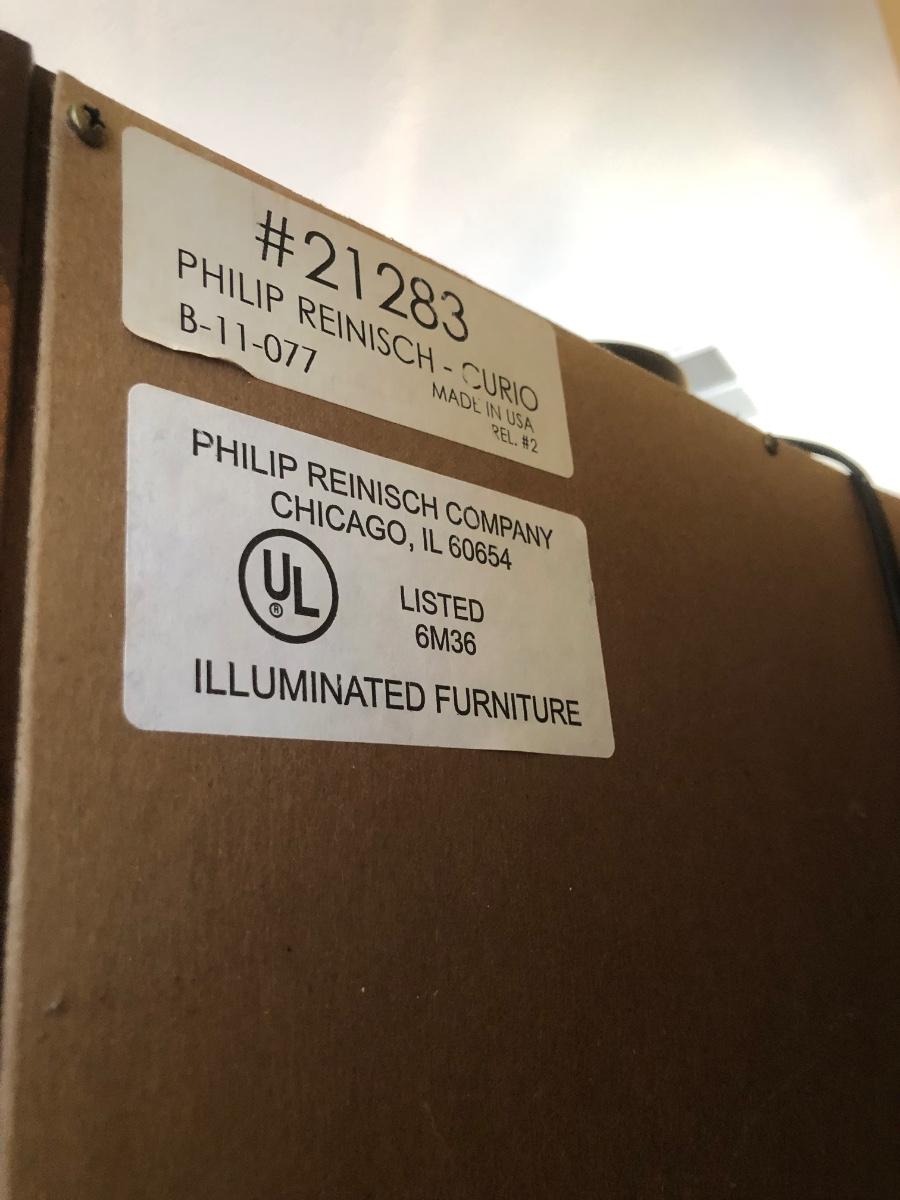 #21283
PHILIP REINISCH - CURIO
B-11-077
MADE IN USA
REL. #2
PHILIP REINISCH COMPANY
CHICAGO, IL 60654
UL ®
LISTED
6M36
ILLUMINATED FURNITURE